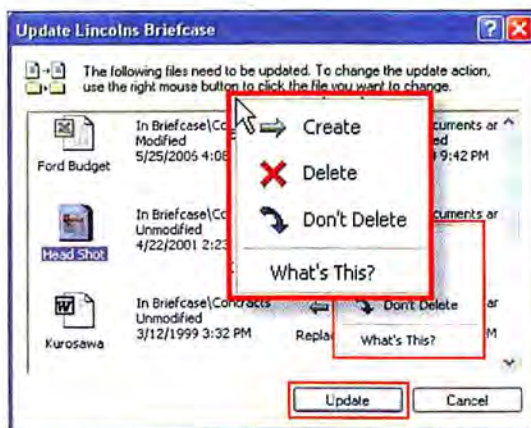 Update Lincolns Briefcase
The following files need to be updated. To change the update action,
use the right mouse button to click the file you want to change.
Ford Budget
In Briefcase\Co
Modified
5/25/2006 4:08
cuments ar
ed
9:42 PM
Create
Delete
Don't Delete
What's This?
Head Shot
In Briefcase\Co
Unmodified
4/22/2001 2:23
cuments ar
Kurosawa
In Briefcase\Contracts
Unmodified
3/12/1999 3:32 PM
Repla
Don't Delete
What's This?
ar
M
Update
Cancel